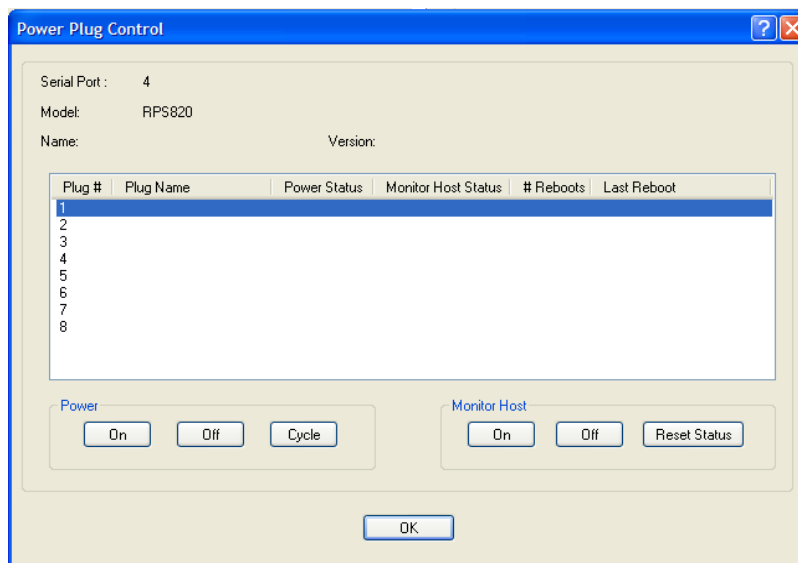 Power Plug Control
Serial Port : 4
Model: RPS820
Name: Version:
Plug # Plug Name Power Status Monitor Host Status # Reboots Last Reboot
1
2
3
4
5
6
7
8
Power Monitor Host
On Off Cycle On Off Reset Status
OK